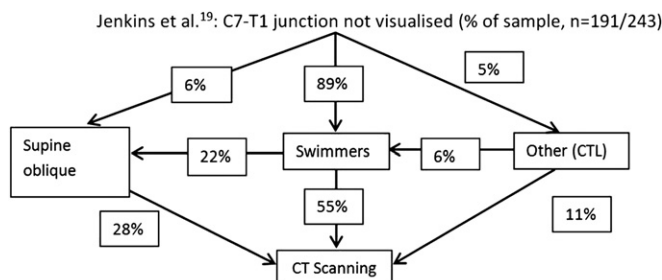 Jenkins et al.19: C7-T1 junction not visualised (% of sample, n=191/243)
6%
89%
5%
Supine
oblique
22%
Swimmers
6%
Other (CTL)
28%
55%
11%
CT Scanning